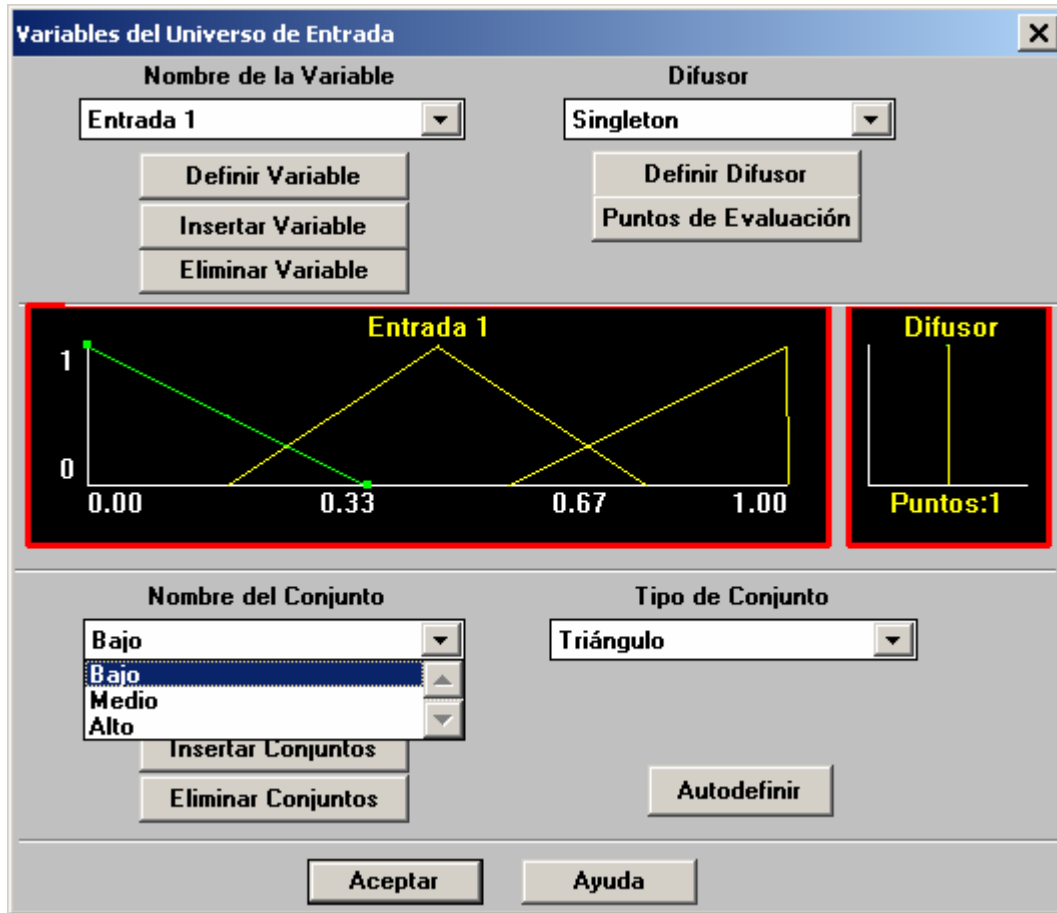 Variables del Universo de Entrada
Nombre de la Variable
Difusor
Entrada 1
Singleton
Definir Variable
Definir Difusor
Insertar Variable
Puntos de Evaluación
Eliminar Variable
Entrada 1
Difusor
1
0
0.00 0.33 0.67 1.00
Puntos:1
Nombre del Conjunto
Tipo de Conjunto
Bajo
Triángulo
Bajo
Medio
Alto
Insertar Conjuntos
Eliminar Conjuntos
Autodefinir
Aceptar
Ayuda